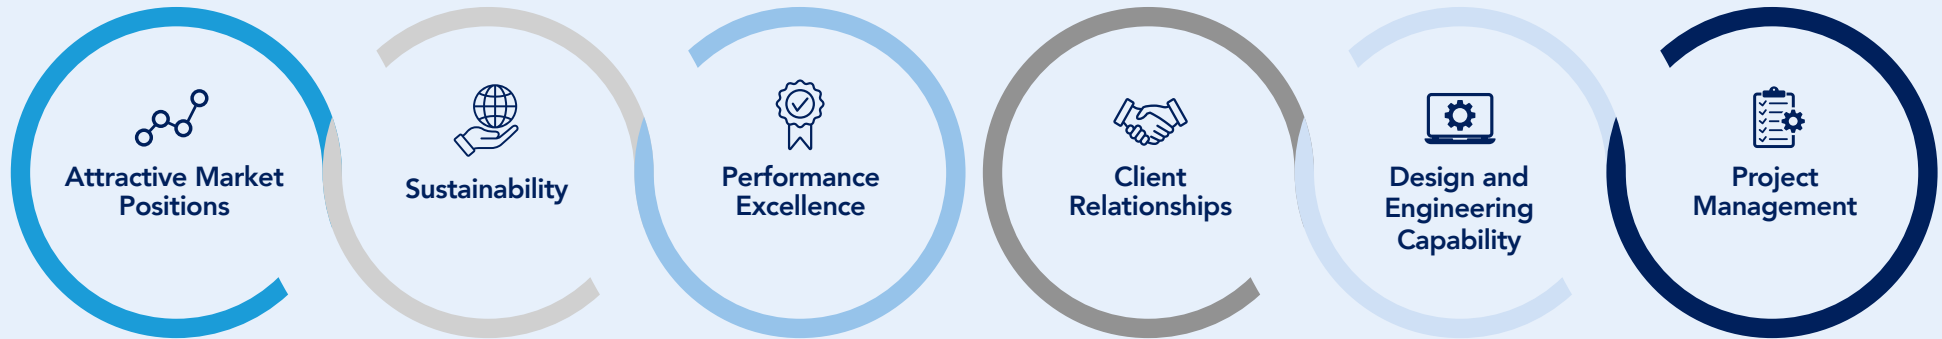 Attractive Market
Positions
Sustainability
Performance
Excellence
Client
Relationships
Design and
Engineering
Capability
Project
Management